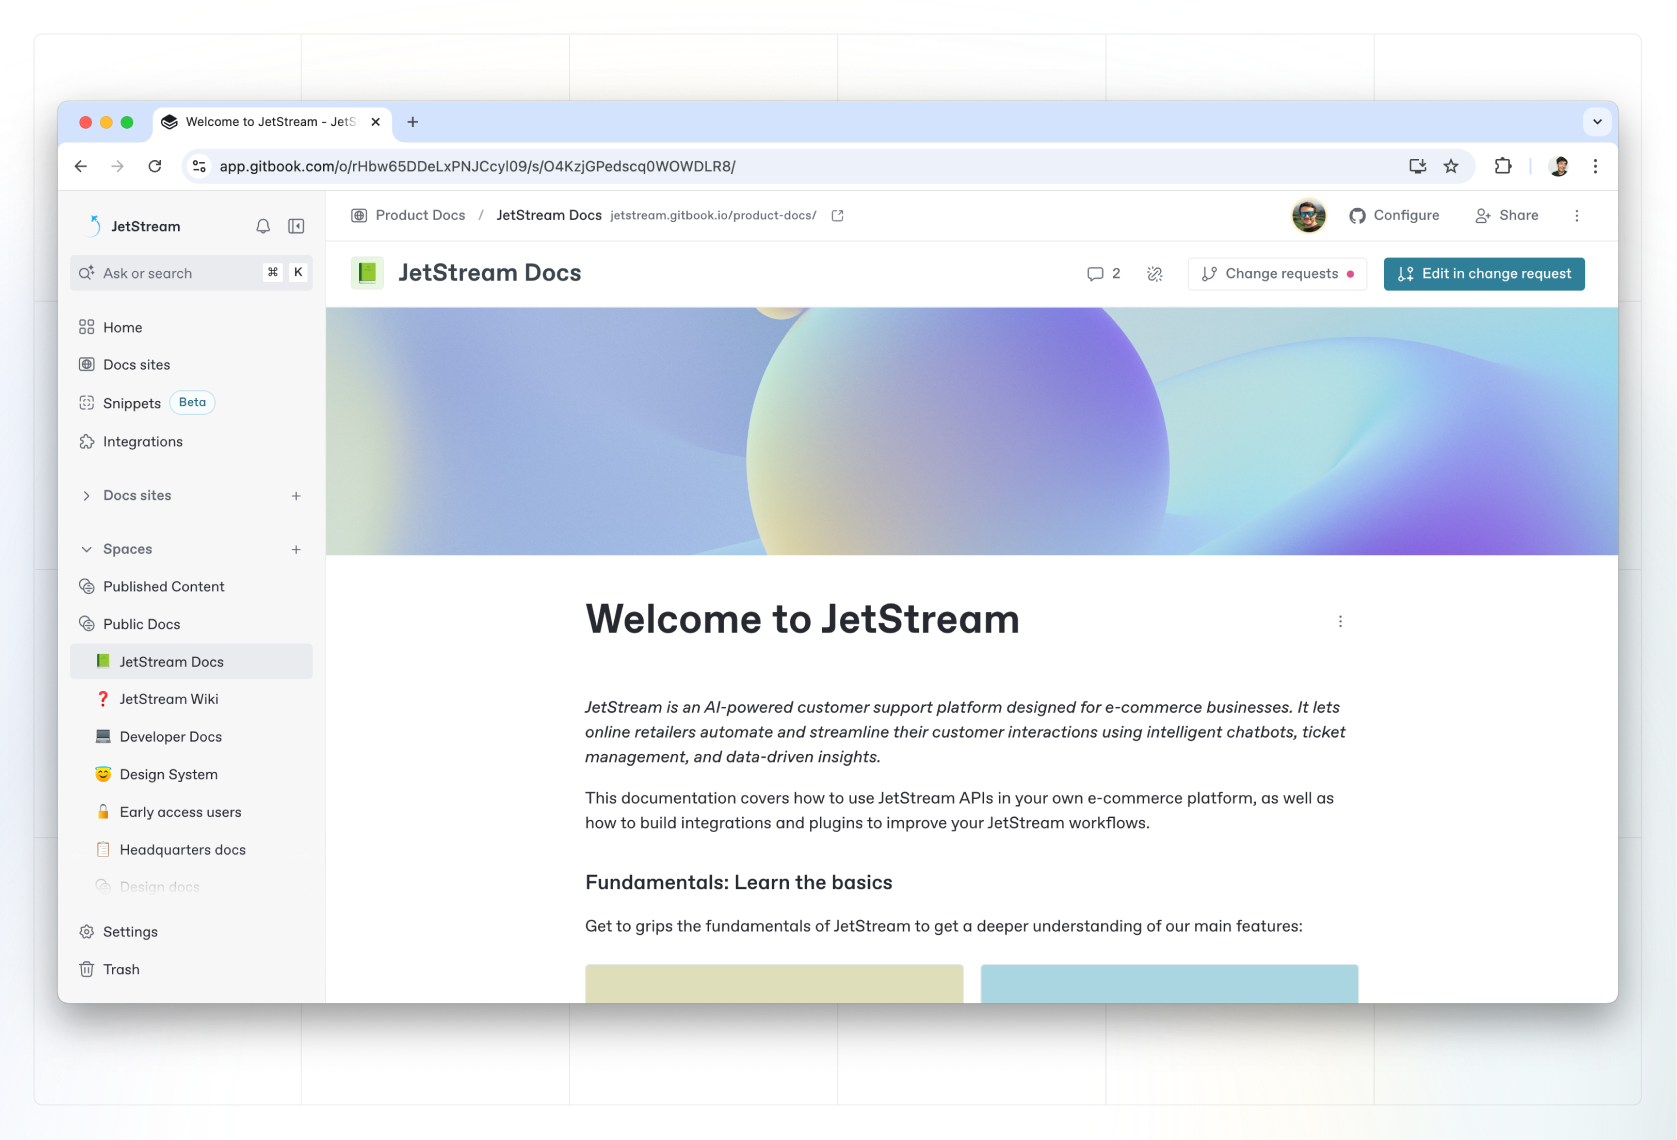 Welcome to JetStream - JetS
app.gitbook.com/o/rHbw65DDeLxPNJCcyl09/s/O4KzjGPedscq0WOWDLR8/
JetStream
Ask or search
⌘ K
Home
Docs sites
Snippets Beta
Integrations
Docs sites
Spaces
Published Content
Public Docs
JetStream Docs
JetStream Wiki
Developer Docs
Design System
Early access users
Headquarters docs
Design docs
Settings
Trash
Product Docs / JetStream Docs jetstream.gitbook.io/product-docs/
Configure
Share
JetStream Docs
2
Change requests
Edit in change request
Welcome to JetStream
JetStream is an AI-powered customer support platform designed for e-commerce businesses. It lets
online retailers automate and streamline their customer interactions using intelligent chatbots, ticket
management, and data-driven insights.
This documentation covers how to use JetStream APIs in your own e-commerce platform, as well as
how to build integrations and plugins to improve your JetStream workflows.
Fundamentals: Learn the basics
Get to grips the fundamentals of JetStream to get a deeper understanding of our main features: